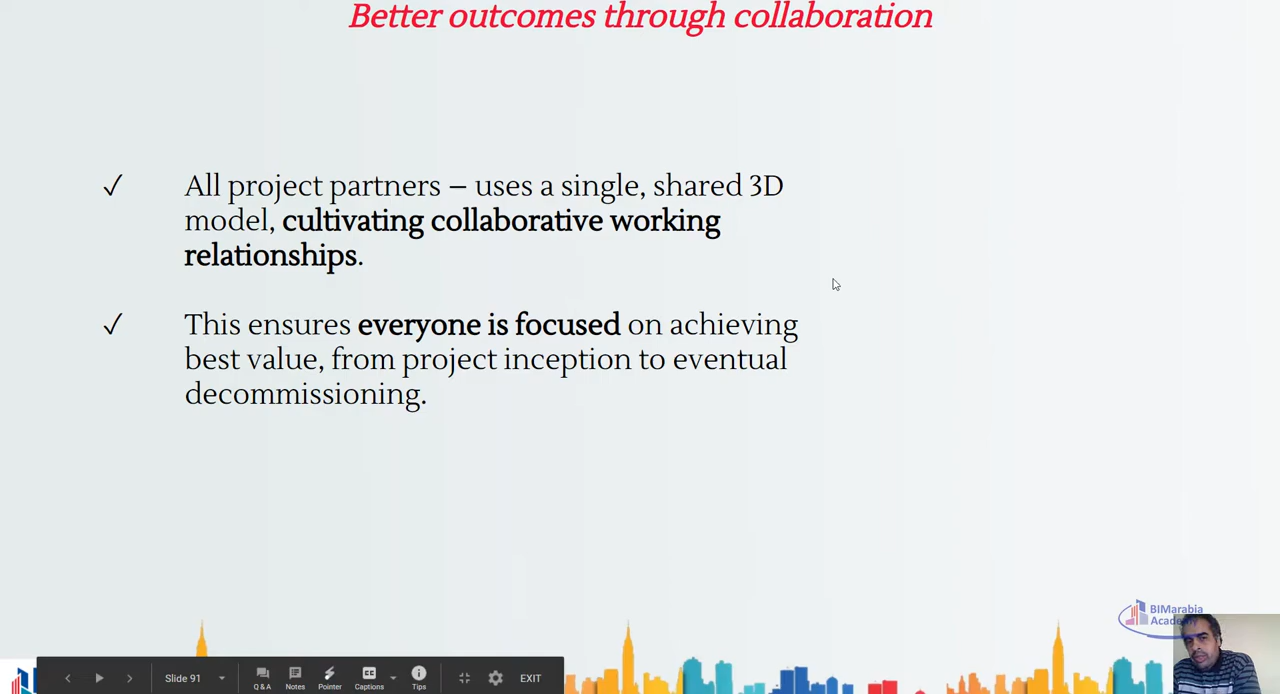 Better outcomes through collaboration
✓ All project partners – uses a single, shared 3D
model, cultivating collaborative working
relationships.
✓ This ensures everyone is focused on achieving
best value, from project inception to eventual
decommissioning.
BIMarabia
Academy
Slide 91
Q&A Notes Pointer Captions Tips EXIT